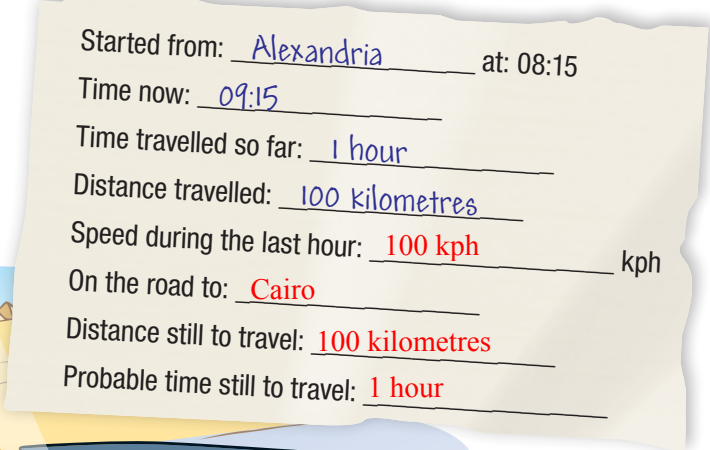 Started from: Alexandria at: 08:15
Time now: 09:15
Time travelled so far: 1 hour
Distance travelled: 100 kilometres
Speed during the last hour: 100 kph kph
On the road to: Cairo
Distance still to travel: 100 kilometres
Probable time still to travel: 1 hour